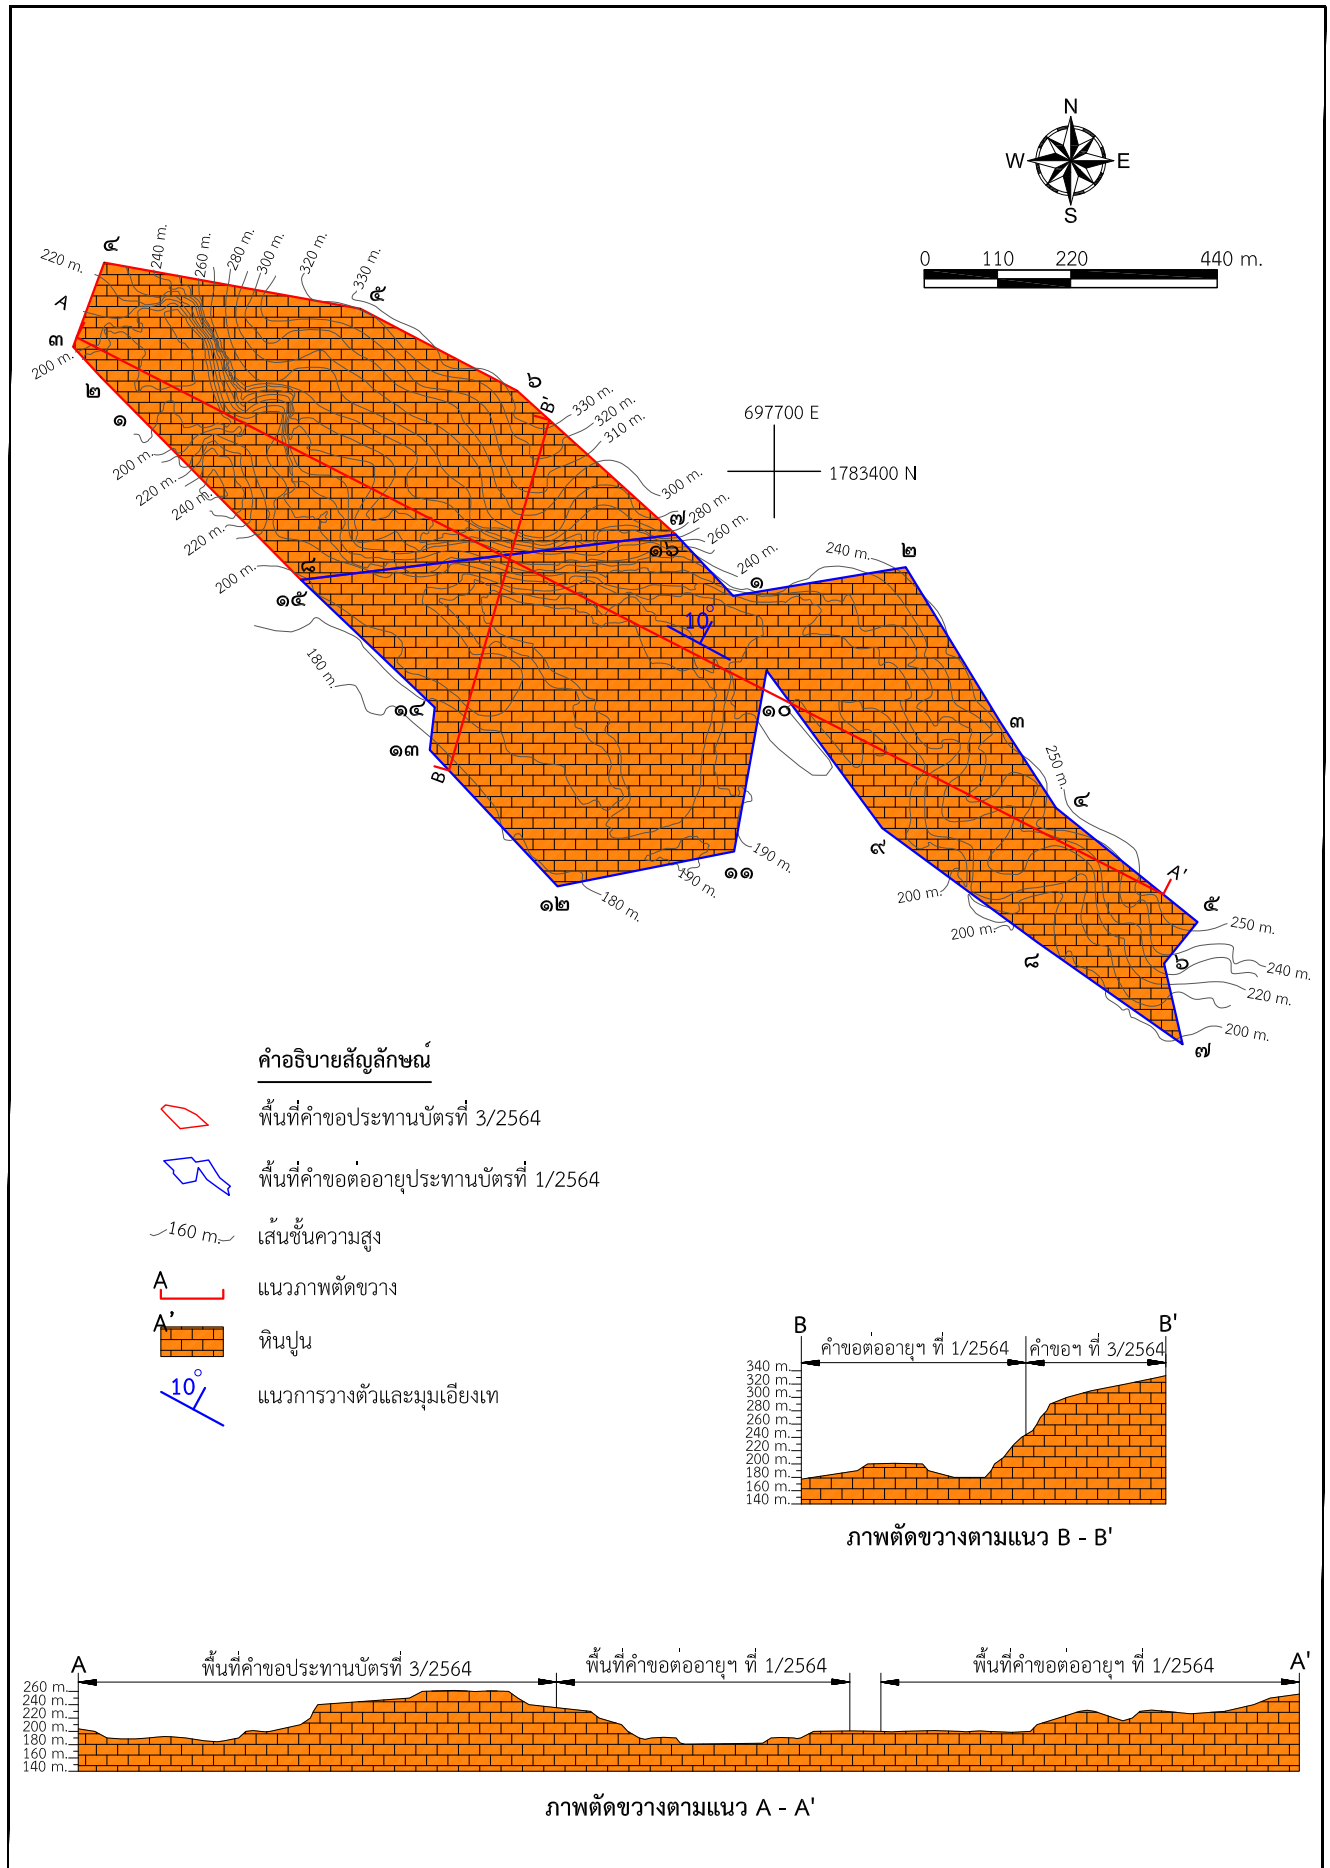 N
W E
S
0 110 220 440 m.
697700 E
1783400 N
๔
220 m.
240 m.
260 m.
280 m.
300 m.
320 m.
330 m.
๕
A
๓
200 m.
๒
๑
๖
B'
330 m.
320 m.
310 m.
200 m.
220 m.
240 m.
220 m.
200 m.
300 m.
๗
280 m.
๑๖
260 m.
240 m.
240 m.
๘
๑๕
๑
๒
10°
180 m.
๑๔
๑๓
B
๑๐
๓
250 m.
๔
๙
190 m.
๑๑
190 m.
180 m.
๑๒
A'
๕
200 m.
200 m.
๘
250 m.
๖
240 m.
220 m.
200 m.
๗
คำอธิบายสัญลักษณ์
พื้นที่คำขอประทานบัตรที่ 3/2564
พื้นที่คำขอต่ออายุประทานบัตรที่ 1/2564
160 m. เส้นชั้นความสูง
A แนวภาพตัดขวาง
A' หินปูน
10° แนวการวางตัวและมุมเอียงเท
B B'
คำขอต่ออายุฯ ที่ 1/2564 คำขอฯ ที่ 3/2564
340 m.
320 m.
300 m.
280 m.
260 m.
240 m.
220 m.
200 m.
180 m.
160 m.
140 m.
ภาพตัดขวางตามแนว B - B'
A A'
พื้นที่คำขอประทานบัตรที่ 3/2564 พื้นที่คำขอต่ออายุฯ ที่ 1/2564 พื้นที่คำขอต่ออายุฯ ที่ 1/2564
260 m.
240 m.
220 m.
200 m.
180 m.
160 m.
140 m.
ภาพตัดขวางตามแนว A - A'